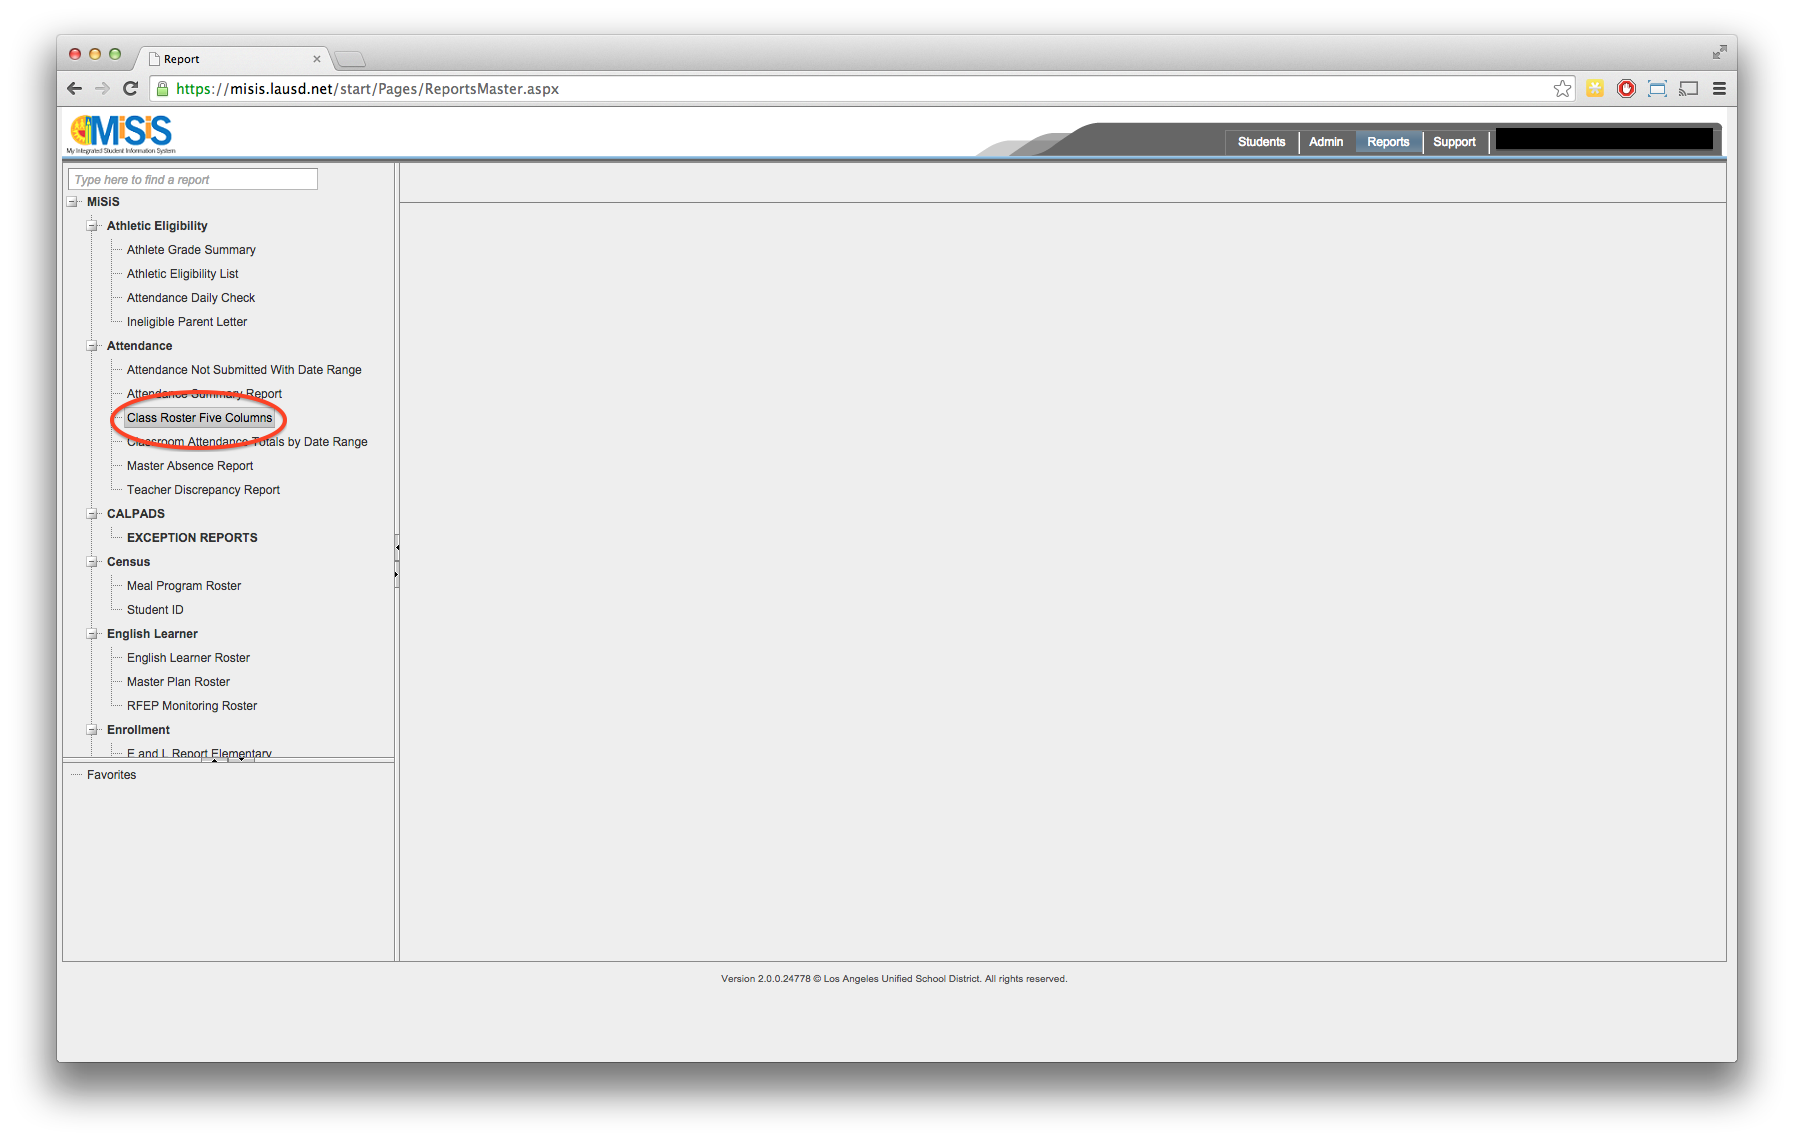 Report
https://misis.lausd.net/start/Pages/ReportsMaster.aspx
MiSiS
My Integrated Student Information System
Students Admin Reports Support
Type here to find a report
MiSiS
Athletic Eligibility
Athlete Grade Summary
Athletic Eligibility List
Attendance Daily Check
Ineligible Parent Letter
Attendance
Attendance Not Submitted With Date Range
Attendance Summary Report
Class Roster Five Columns
Classroom Attendance Totals by Date Range
Master Absence Report
Teacher Discrepancy Report
CALPADS
EXCEPTION REPORTS
Census
Meal Program Roster
Student ID
English Learner
English Learner Roster
Master Plan Roster
RFEP Monitoring Roster
Enrollment
E and L Report Elementary
Favorites
Version 2.0.0.24778 © Los Angeles Unified School District. All rights reserved.